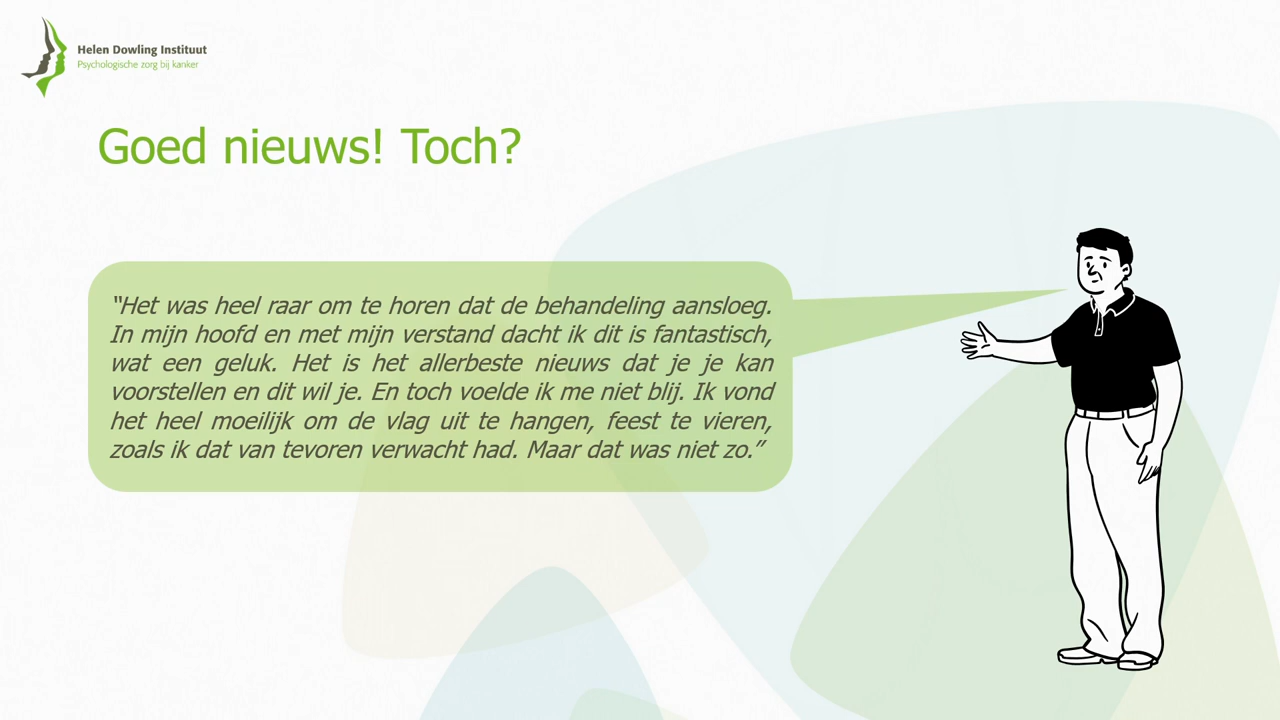 Helen Dowling Instituut
Psychologische zorg bij kanker
Goed nieuws! Toch?
“Het was heel raar om te horen dat de behandeling aansloeg.
In mijn hoofd en met mijn verstand dacht ik dit is fantastisch,
wat een geluk. Het is het allerbeste nieuws dat je je kan
voorstellen en dit wil je. En toch voelde ik me niet blij. Ik vond
het heel moeilijk om de vlag uit te hangen, feest te vieren,
zoals ik dat van tevoren verwacht had. Maar dat was niet zo.”